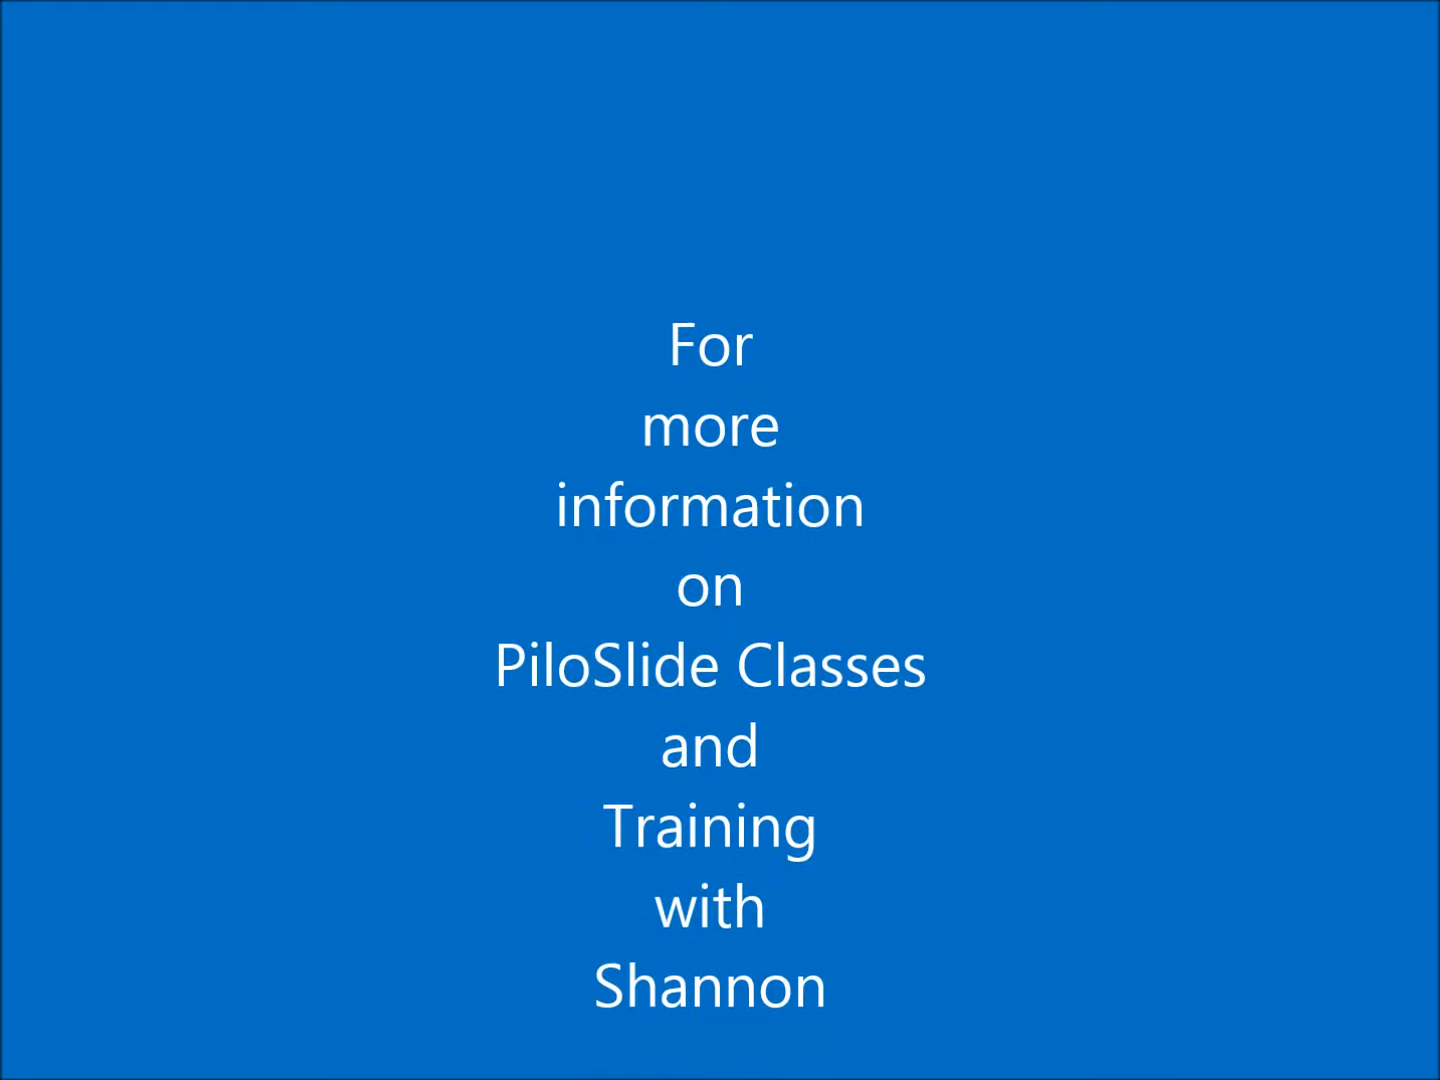 For
more
information
on
PiloSlide Classes
and
Training
with
Shannon